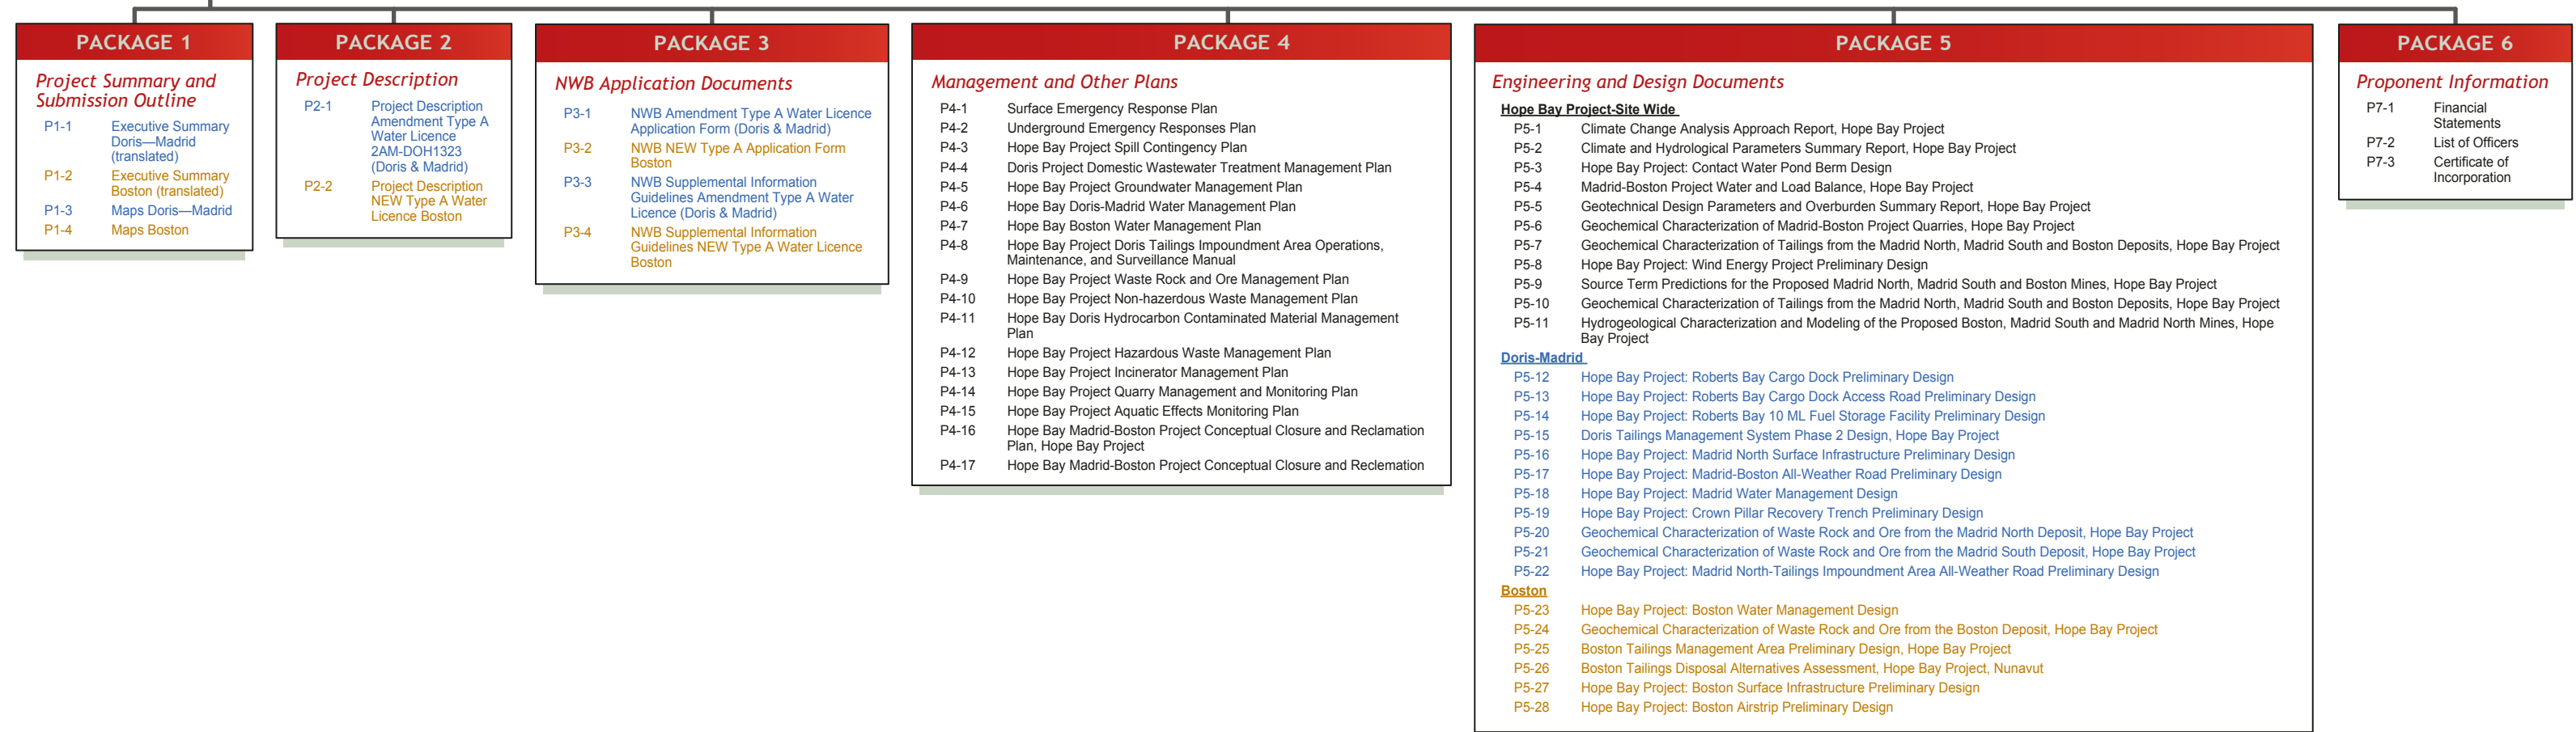 PACKAGE 1
Project Summary and
Submission Outline
P1-1 Executive Summary
Doris—Madrid
(translated)
P1-2 Executive Summary
Boston (translated)
P1-3 Maps Doris—Madrid
P1-4 Maps Boston
PACKAGE 2
Project Description
P2-1 Project Description
Amendment Type A
Water Licence
2AM-DOH1323
(Doris & Madrid)
P2-2 Project Description
NEW Type A Water
Licence Boston
PACKAGE 3
NWB Application Documents
P3-1 NWB Amendment Type A Water Licence
Application Form (Doris & Madrid)
P3-2 NWB NEW Type A Application Form
Boston
P3-3 NWB Supplemental Information
Guidelines Amendment Type A Water
Licence (Doris & Madrid)
P3-4 NWB Supplemental Information
Guidelines NEW Type A Water Licence
Boston
PACKAGE 4
Management and Other Plans
P4-1 Surface Emergency Response Plan
P4-2 Underground Emergency Responses Plan
P4-3 Hope Bay Project Spill Contingency Plan
P4-4 Doris Project Domestic Wastewater Treatment Management Plan
P4-5 Hope Bay Project Groundwater Management Plan
P4-6 Hope Bay Doris-Madrid Water Management Plan
P4-7 Hope Bay Boston Water Management Plan
P4-8 Hope Bay Project Doris Tailings Impoundment Area Operations,
Maintenance, and Surveillance Manual
P4-9 Hope Bay Project Waste Rock and Ore Management Plan
P4-10 Hope Bay Project Non-hazerdous Waste Management Plan
P4-11 Hope Bay Doris Hydrocarbon Contaminated Material Management
Plan
P4-12 Hope Bay Project Hazardous Waste Management Plan
P4-13 Hope Bay Project Incinerator Management Plan
P4-14 Hope Bay Project Quarry Management and Monitoring Plan
P4-15 Hope Bay Project Aquatic Effects Monitoring Plan
P4-16 Hope Bay Madrid-Boston Project Conceptual Closure and Reclamation
Plan, Hope Bay Project
P4-17 Hope Bay Madrid-Boston Project Conceptual Closure and Reclemation
PACKAGE 5
Engineering and Design Documents
Hope Bay Project-Site Wide
P5-1 Climate Change Analysis Approach Report, Hope Bay Project
P5-2 Climate and Hydrological Parameters Summary Report, Hope Bay Project
P5-3 Hope Bay Project: Contact Water Pond Berm Design
P5-4 Madrid-Boston Project Water and Load Balance, Hope Bay Project
P5-5 Geotechnical Design Parameters and Overburden Summary Report, Hope Bay Project
P5-6 Geochemical Characterization of Madrid-Boston Project Quarries, Hope Bay Project
P5-7 Geochemical Characterization of Tailings from the Madrid North, Madrid South and Boston Deposits, Hope Bay Project
P5-8 Hope Bay Project: Wind Energy Project Preliminary Design
P5-9 Source Term Predictions for the Proposed Madrid North, Madrid South and Boston Mines, Hope Bay Project
P5-10 Geochemical Characterization of Tailings from the Madrid North, Madrid South and Boston Deposits, Hope Bay Project
P5-11 Hydrogeological Characterization and Modeling of the Proposed Boston, Madrid South and Madrid North Mines, Hope
Bay Project
Doris-Madrid
P5-12 Hope Bay Project: Roberts Bay Cargo Dock Preliminary Design
P5-13 Hope Bay Project: Roberts Bay Cargo Dock Access Road Preliminary Design
P5-14 Hope Bay Project: Roberts Bay 10 ML Fuel Storage Facility Preliminary Design
P5-15 Doris Tailings Management System Phase 2 Design, Hope Bay Project
P5-16 Hope Bay Project: Madrid North Surface Infrastructure Preliminary Design
P5-17 Hope Bay Project: Madrid-Boston All-Weather Road Preliminary Design
P5-18 Hope Bay Project: Madrid Water Management Design
P5-19 Hope Bay Project: Crown Pillar Recovery Trench Preliminary Design
P5-20 Geochemical Characterization of Waste Rock and Ore from the Madrid North Deposit, Hope Bay Project
P5-21 Geochemical Characterization of Waste Rock and Ore from the Madrid South Deposit, Hope Bay Project
P5-22 Hope Bay Project: Madrid North-Tailings Impoundment Area All-Weather Road Preliminary Design
Boston
P5-23 Hope Bay Project: Boston Water Management Design
P5-24 Geochemical Characterization of Waste Rock and Ore from the Boston Deposit, Hope Bay Project
P5-25 Boston Tailings Management Area Preliminary Design, Hope Bay Project
P5-26 Boston Tailings Disposal Alternatives Assessment, Hope Bay Project, Nunavut
P5-27 Hope Bay Project: Boston Surface Infrastructure Preliminary Design
P5-28 Hope Bay Project: Boston Airstrip Preliminary Design
PACKAGE 6
Proponent Information
P7-1 Financial
Statements
P7-2 List of Officers
P7-3 Certificate of
Incorporation